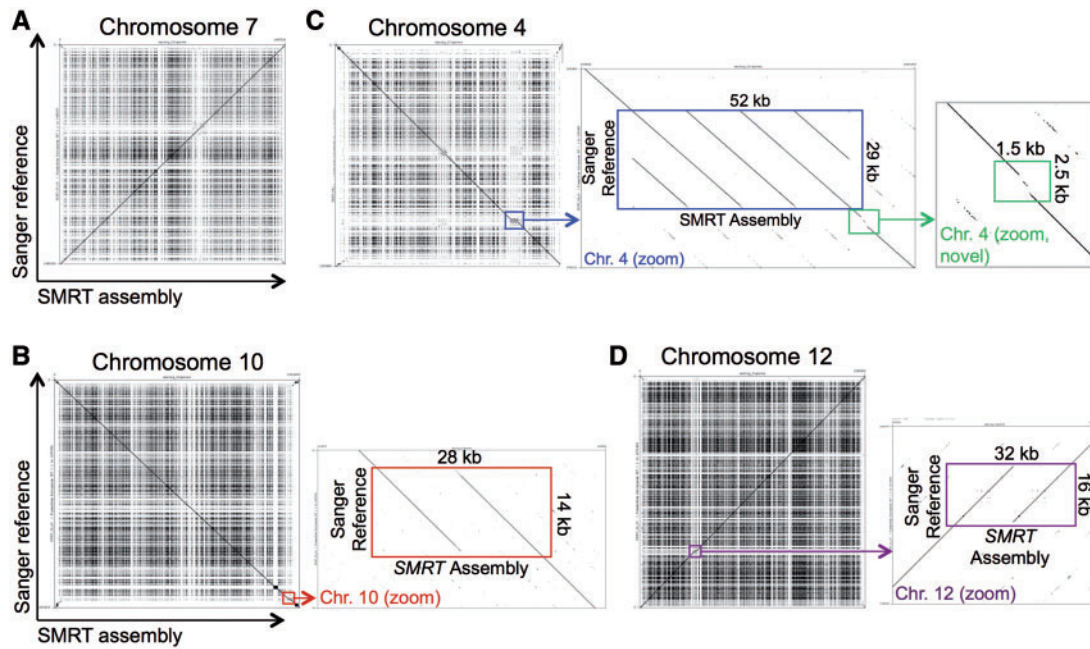 A
Chromosome 7
Sanger reference
SMRT assembly
C
Chromosome 4
52 kb
Sanger
Reference
29 kb
SMRT Assembly
Chr. 4 (zoom)
1.5 kb
2.5 kb
Chr. 4 (zoom,
novel)
B
Chromosome 10
Sanger reference
SMRT assembly
28 kb
Sanger
Reference
14 kb
SMRT Assembly
Chr. 10 (zoom)
D
Chromosome 12
32 kb
Sanger
Reference
16 kb
SMRT
Assembly
Chr. 12 (zoom)